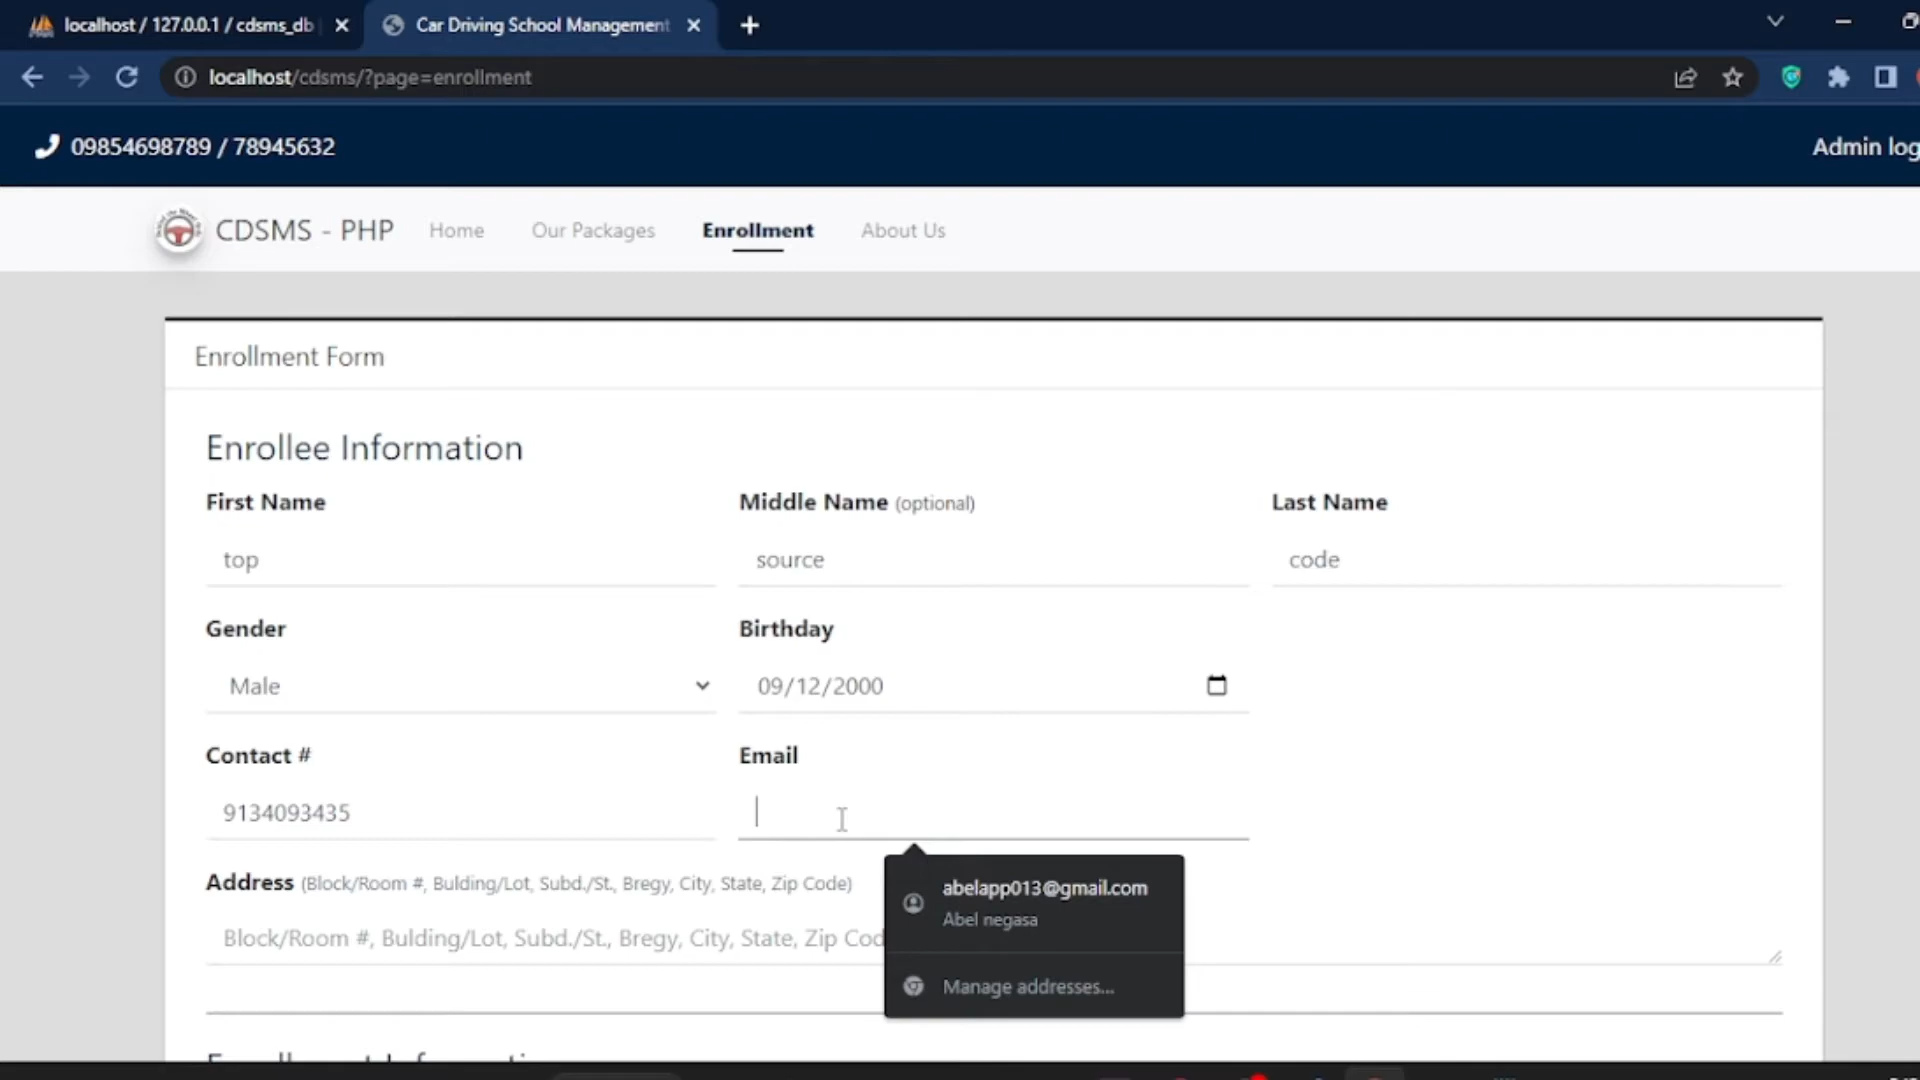 localhost / 127.0.0.1 / cdsms_db
Car Driving School Management
localhost/cdsms/?page=enrollment
09854698789 / 78945632
Admin log
CDSMS - PHP
Home
Our Packages
Enrollment
About Us
Enrollment Form
Enrollee Information
First Name
Middle Name (optional)
Last Name
top
source
code
Gender
Birthday
Male
09/12/2000
Contact #
Email
9134093435
Address (Block/Room #, Bulding/Lot, Subd./St., Bregy, City, State, Zip Code)
Block/Room #, Bulding/Lot, Subd./St., Bregy, City, State, Zip Cod
abelapp013@gmail.com
Abel negasa
Manage addresses...